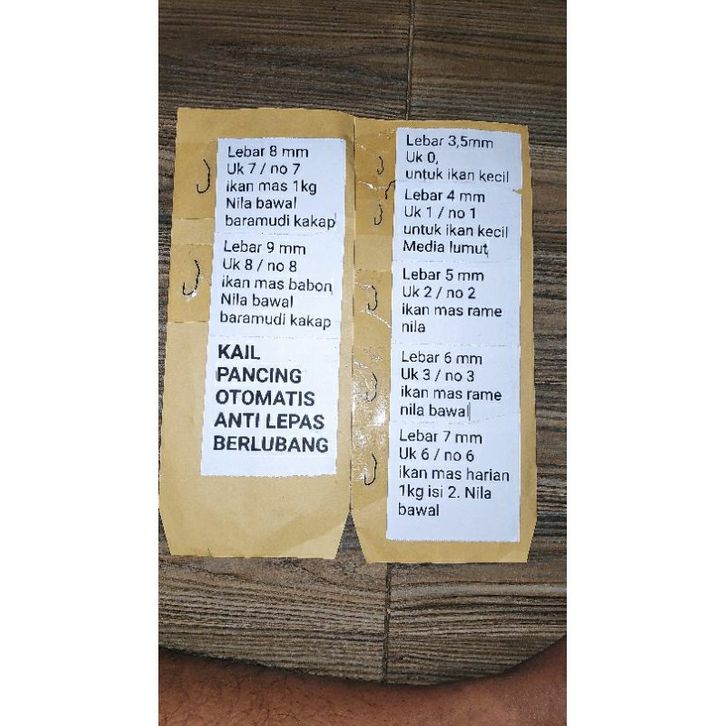 Lebar 8 mm
Uk 7 / no 7
ikan mas 1kg
Nila bawal
baramudi kakap
Lebar 9 mm
Uk 8 / no 8
ikan mas babon,
Nila bawal
baramudi kakap
KAIL
PANCING
OTOMATIS
ANTI LEPAS
BERLUBANG
Lebar 3,5mm
Uk 0,
untuk ikan kecil
Lebar 4 mm
Uk 1 / no 1
untuk ikan kecil
Media lumut,
Lebar 5 mm
Uk 2 / no 2
ikan mas rame
nila
Lebar 6 mm
Uk 3 / no 3
ikan mas rame
nila bawal
Lebar 7 mm
Uk 6 / no 6
ikan mas harian
1kg isi 2. Nila
bawal